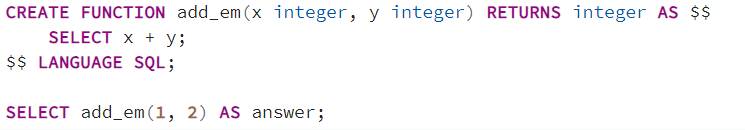 CREATE FUNCTION add_em(x integer, y integer) RETURNS integer AS $$
    SELECT x + y;
$$ LANGUAGE SQL;

SELECT add_em(1, 2) AS answer;